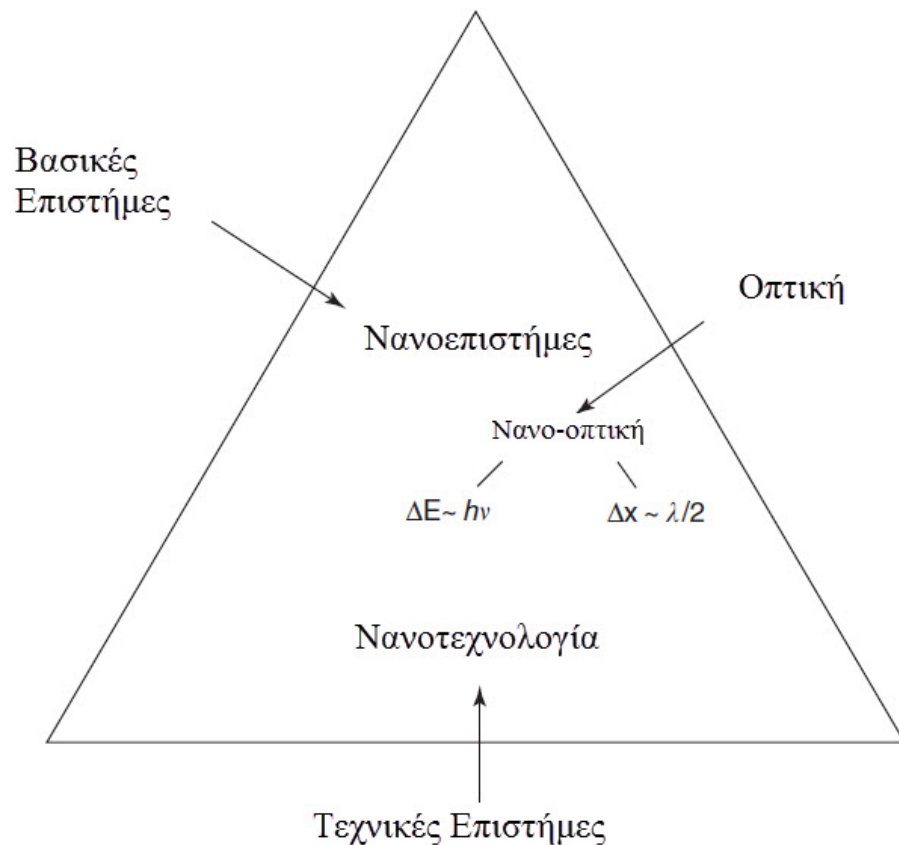 Βασικές
Επιστήμες
Οπτική
Νανοεπιστήμες
Νανο-οπτική
ΔE~ hν
Δx ~ λ/2
Νανοτεχνολογία
Τεχνικές Επιστήμες